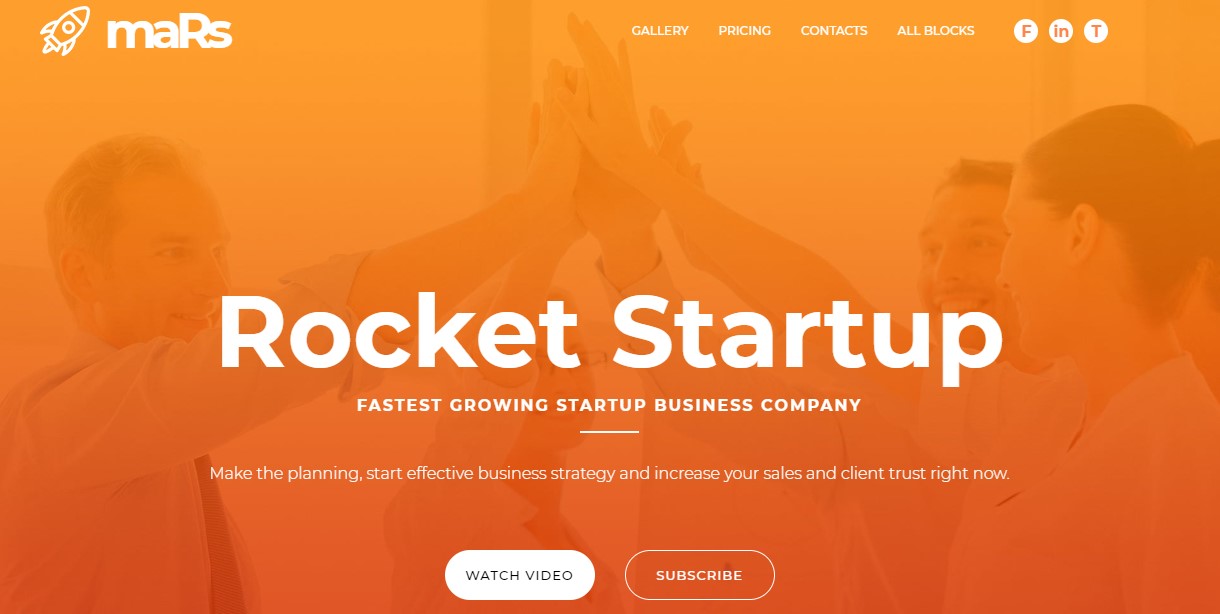 maRs
GALLERY PRICING CONTACTS ALL BLOCKS F in T
Rocket Startup
FASTEST GROWING STARTUP BUSINESS COMPANY
Make the planning, start effective business strategy and increase your sales and client trust right now.
WATCH VIDEO SUBSCRIBE